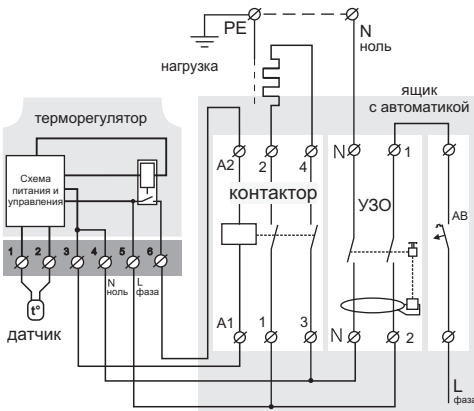 PE
N
ноль
нагрузка
ящик
с автоматикой
терморегулятор
A2
2
4
N
1
Схема
питания и
управления
контактор
УЗО
АВ
1
2
3
4
5
6
N
ноль
L
фаза
t°
датчик
A1
1
3
N
2
L
фаза